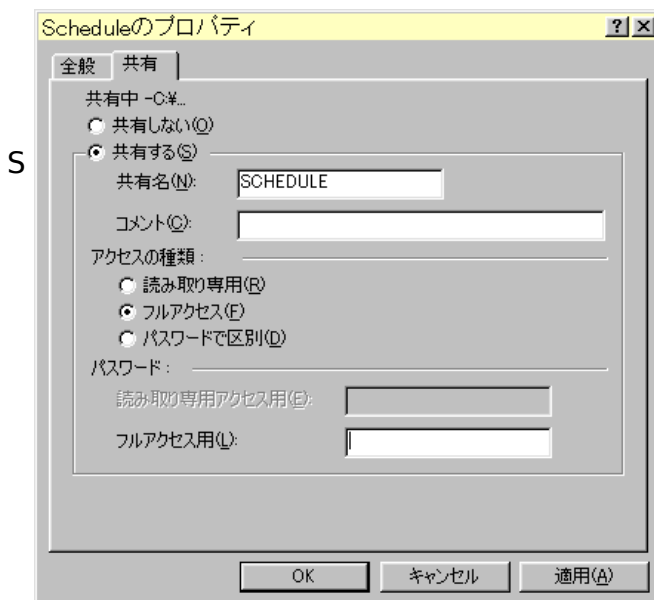 Scheduleのプロパティ
全般 共有
共有中 -C:¥...
共有しない(O)
S
共有する(S)
共有名(N): SCHEDULE
コメント(C):
アクセスの種類:
読み取り専用(R)
フルアクセス(F)
パスワードで区別(D)
パスワード:
読み取り専用アクセス用(E):
フルアクセス用(L):
OK キャンセル 適用(A)